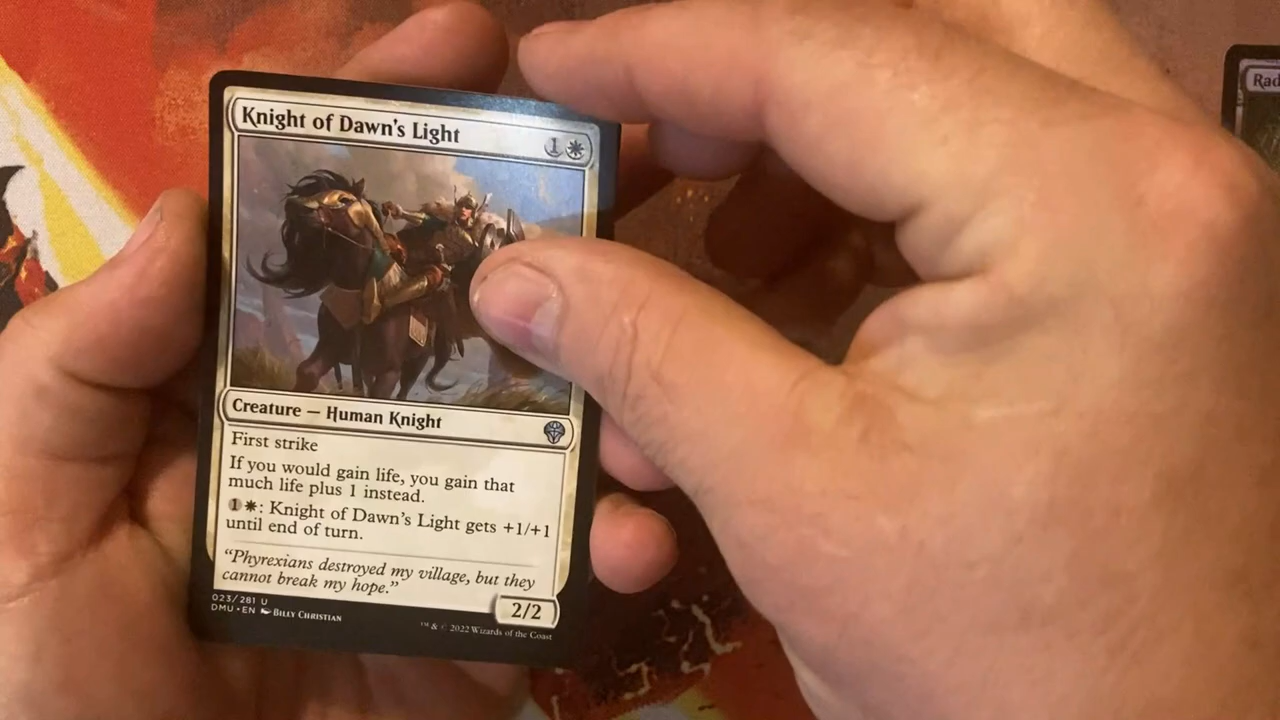 Knight of Dawn's Light 1
Rad
Creature — Human Knight
First strike
If you would gain life, you gain that
much life plus 1 instead.
1: Knight of Dawn's Light gets +1/+1
until end of turn.
“Phyrexians destroyed my village, but they
cannot break my hope.”
2/2
023/281 U
DMU • EN Billy Christian
™ & © 2022 Wizards of the Coast